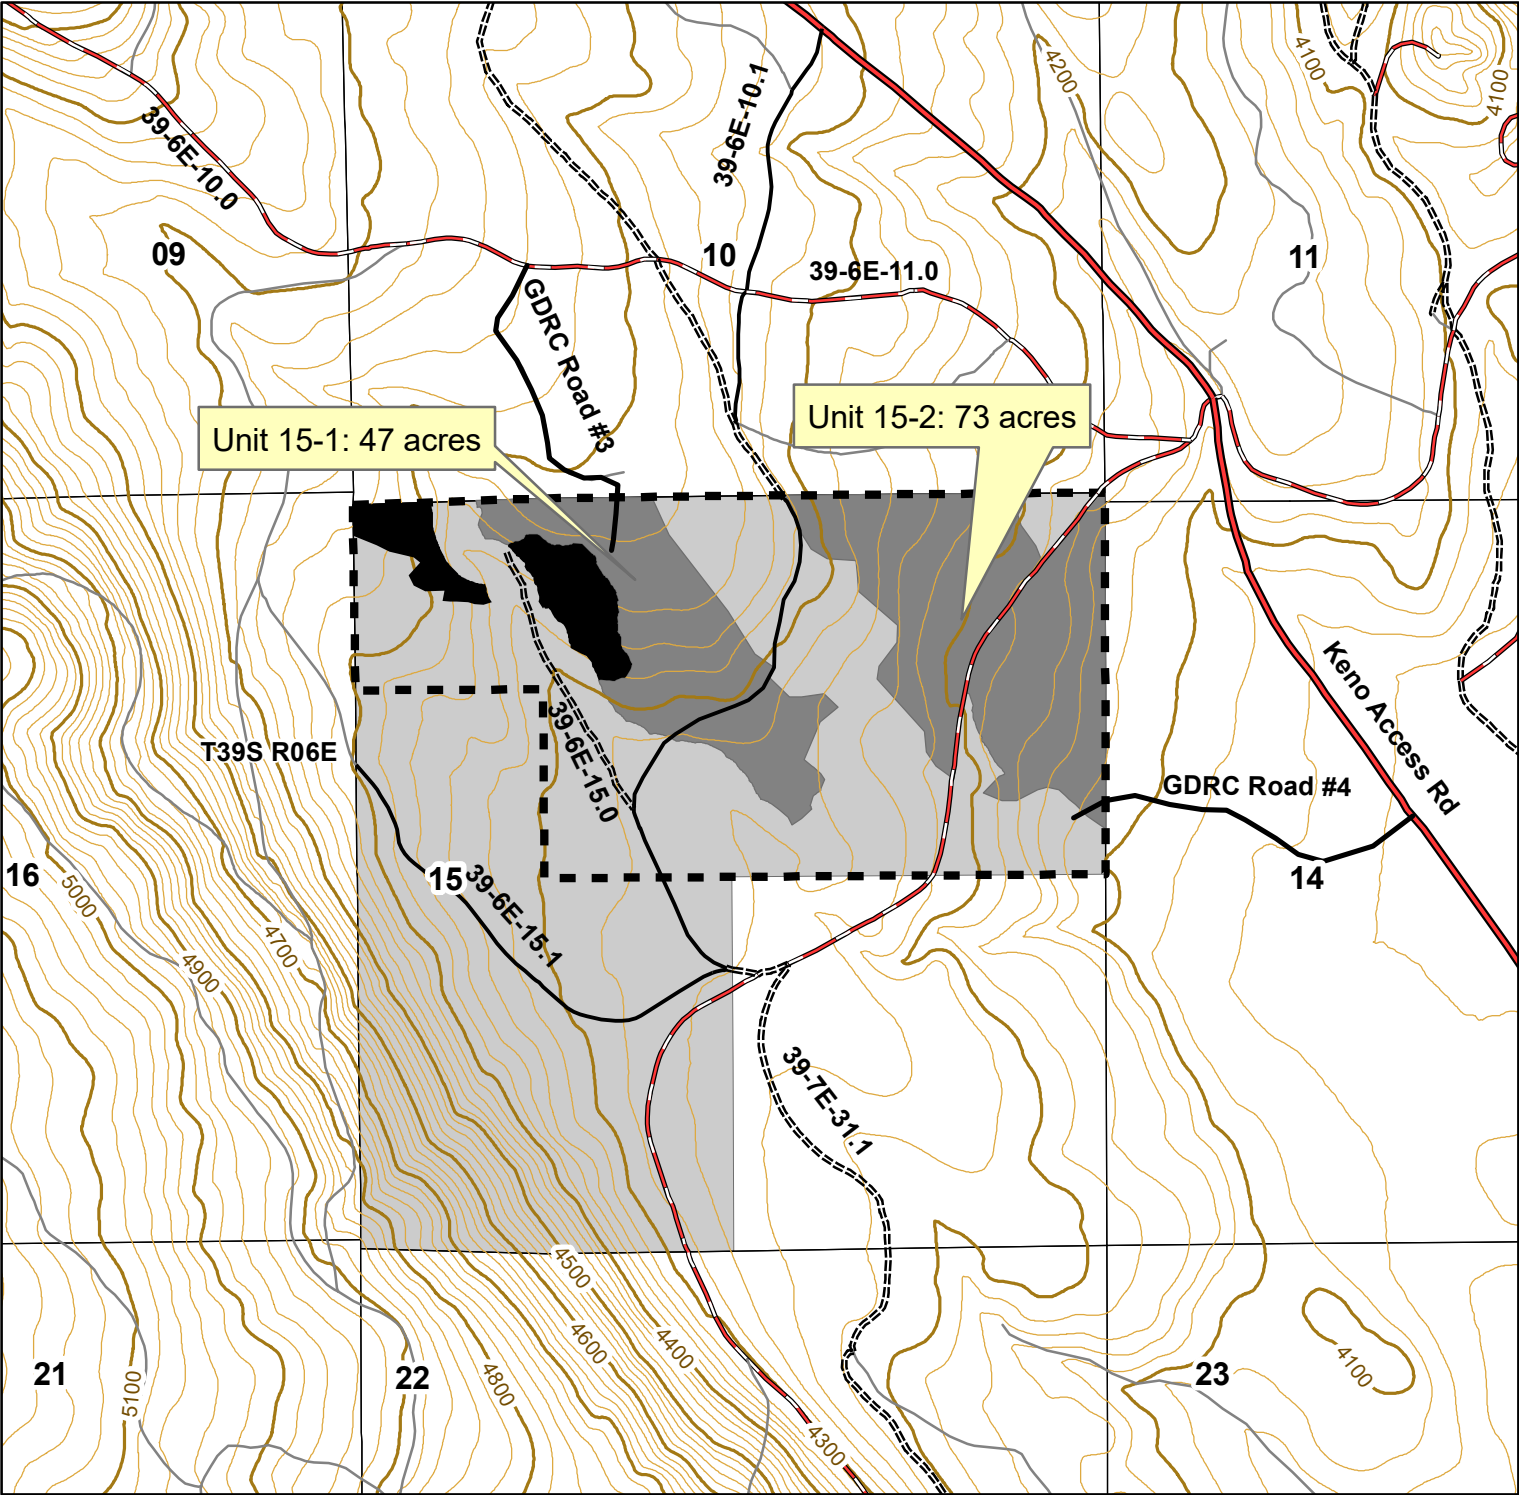 4200
4100
4100
39-6E-10.1
39-6E-10.0
09
10
11
39-6E-11.0
GDRC Road #3
Unit 15-1: 47 acres
Unit 15-2: 73 acres
Keno Access Rd
39-6E-15.0
T39S R06E
GDRC Road #4
16
15
39-6E-15.1
14
5000
4700
4900
39-7E-31.1
4500
4600
4400
4800
4100
21
22
23
5100
4300